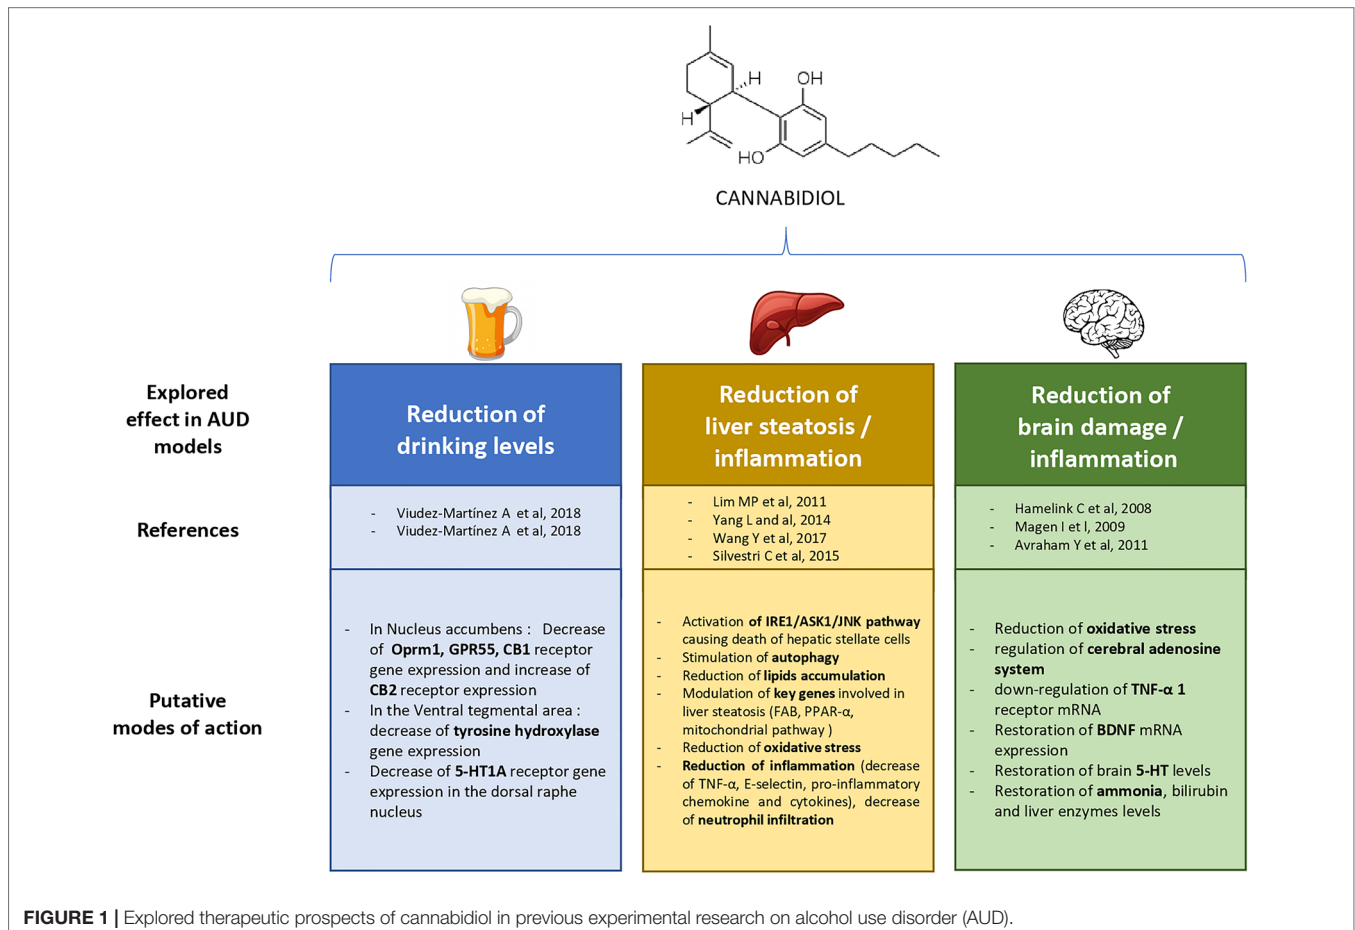 H
OH
H
HO
CANNABIDIOL
Explored
effect in AUD
models
Reduction of
drinking levels
Reduction of
liver steatosis /
inflammation
Reduction of
brain damage /
inflammation
References
- Viudez-Martínez A et al, 2018
- Viudez-Martínez A et al, 2018
- Lim MP et al, 2011
- Yang L and al, 2014
- Wang Y et al, 2017
- Silvestri C et al, 2015
- Hamelink C et al, 2008
- Magen I et l, 2009
- Avraham Y et al, 2011
Putative
modes of action
- In Nucleus accumbens : Decrease
of Oprm1, GPR55, CB1 receptor
gene expression and increase of
CB2 receptor expression
- In the Ventral tegmental area :
decrease of tyrosine hydroxylase
gene expression
- Decrease of 5-HT1A receptor gene
expression in the dorsal raphe
nucleus
- Activation of IRE1/ASK1/JNK pathway
causing death of hepatic stellate cells
- Stimulation of autophagy
- Reduction of lipids accumulation
- Modulation of key genes involved in
liver steatosis (FAB, PPAR-α,
mitochondrial pathway )
- Reduction of oxidative stress
- Reduction of inflammation (decrease
of TNF-α, E-selectin, pro-inflammatory
chemokine and cytokines), decrease
of neutrophil infiltration
- Reduction of oxidative stress
- regulation of cerebral adenosine
system
- down-regulation of TNF-α 1
receptor mRNA
- Restoration of BDNF mRNA
expression
- Restoration of brain 5-HT levels
- Restoration of ammonia, bilirubin
and liver enzymes levels
FIGURE 1 | Explored therapeutic prospects of cannabidiol in previous experimental research on alcohol use disorder (AUD).